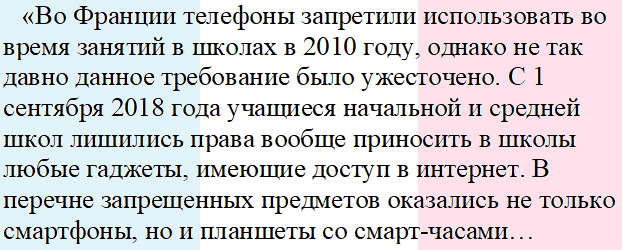 «Во Франции телефоны запретили использовать во
время занятий в школах в 2010 году, однако не так
давно данное требование было ужесточено. С 1
сентября 2018 года учащиеся начальной и средней
школ лишились права вообще приносить в школы
любые гаджеты, имеющие доступ в интернет. В
перечне запрещенных предметов оказались не только
смартфоны, но и планшеты со смарт-часами…